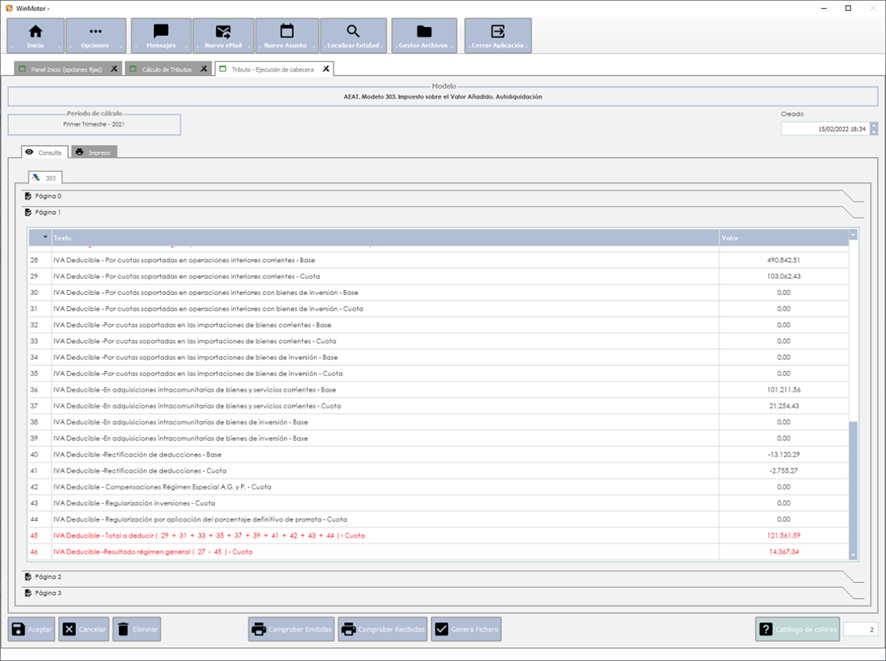 WinMotor -
Inicio
Opciones
Mensajes
Nuevo eMail
Nuevo Asunto
Localizar Entidad
Gestor Archivos
Cerrar Aplicación
Panel Inicio (opciones fijas) X
Cálculo de Tributos X
Tributo - Ejecución de cabecera X
Modelo
AEAT. Modelo 303. Impuesto sobre el Valor Añadido. Autoliquidación
Período de cálculo
Primer Trimestre - 2021
Creado
15/02/2022 18:34
Consulta
Impreso
303
Página 0
Página 1
Texto Valor
28 IVA Deducible - Por cuotas soportadas en operaciones interiores corrientes - Base 490.842,51
29 IVA Deducible - Por cuotas soportadas en operaciones interiores corrientes - Cuota 103.062,43
30 IVA Deducible - Por cuotas soportadas en operaciones interiores con bienes de inversión - Base 0,00
31 IVA Deducible - Por cuotas soportadas en operaciones interiores con bienes de inversión - Cuota 0,00
32 IVA Deducible -Por cuotas soportadas en las importaciones de bienes corrientes - Base 0,00
33 IVA Deducible -Por cuotas soportadas en las importaciones de bienes corrientes - Cuota 0,00
34 IVA Deducible -Por cuotas soportadas en las importaciones de bienes de inversión - Base 0,00
35 IVA Deducible -Por cuotas soportadas en las importaciones de bienes de inversión - Cuota 0,00
36 IVA Deducible -En adquisiciones intracomunitarias de bienes y servicios corrientes - Base 101.211,56
37 IVA Deducible -En adquisiciones intracomunitarias de bienes y servicios corrientes - Cuota 21.254,43
38 IVA Deducible -En adquisiciones intracomunitarias de bienes de inversión - Base 0,00
39 IVA Deducible -En adquisiciones intracomunitarias de bienes de inversión - Base 0,00
40 IVA Deducible -Rectificación de deducciones - Base -13.120,29
41 IVA Deducible -Rectificación de deducciones - Cuota -2.755,27
42 IVA Deducible - Compensaciones Régimen Especial A.G. y P. - Cuota 0,00
43 IVA Deducible - Regularización inversiones - Cuota 0,00
44 IVA Deducible - Regularización por aplicación del porcentaje definitivo de prorrata - Cuota 0,00
45 IVA Deducible - Total a deducir ( 29 + 31 + 33 + 35 + 37 + 39 + 41 + 42 + 43 + 44 ) - Cuota 121.561,59
46 IVA Deducible -Resultado régimen general ( 27 - 45 ) - Cuota 14.367,34
Página 2
Página 3
Aceptar
Cancelar
Eliminar
Comprobar Emitidas
Comprobar Recibidas
Genera Fichero
Catálogo de colores
2